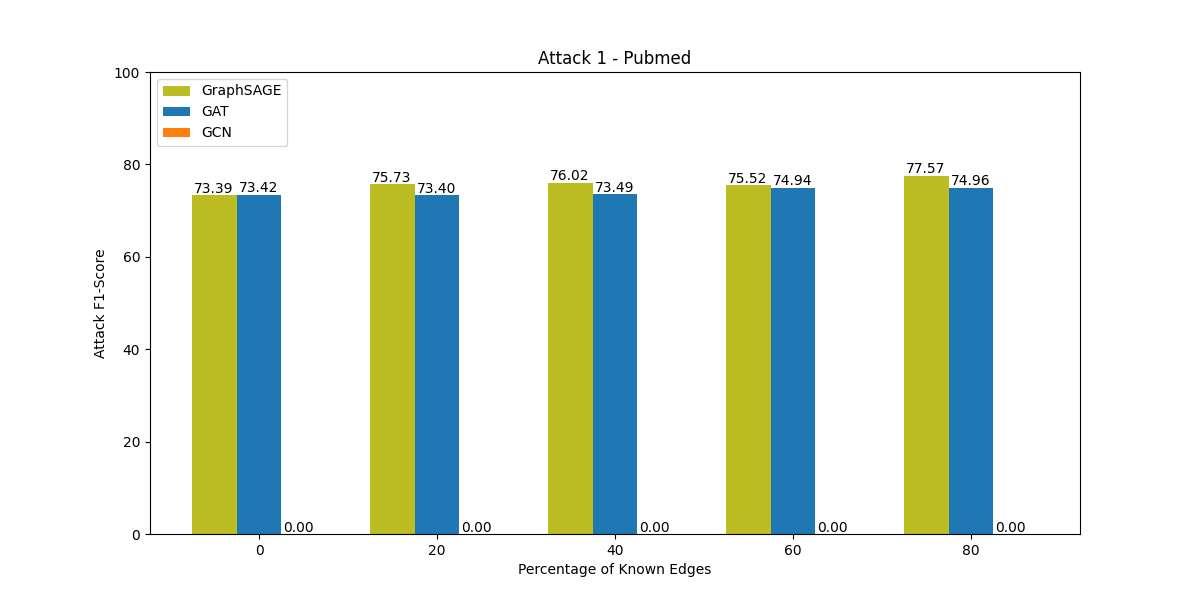 Attack 1 - Pubmed
100
80
60
40
20
0
Attack F1-Score
GraphSAGE
GAT
GCN
73.39 73.42 0.00
75.73 73.40 0.00
76.02 73.49 0.00
75.52 74.94 0.00
77.57 74.96 0.00
0 20 40 60 80
Percentage of Known Edges